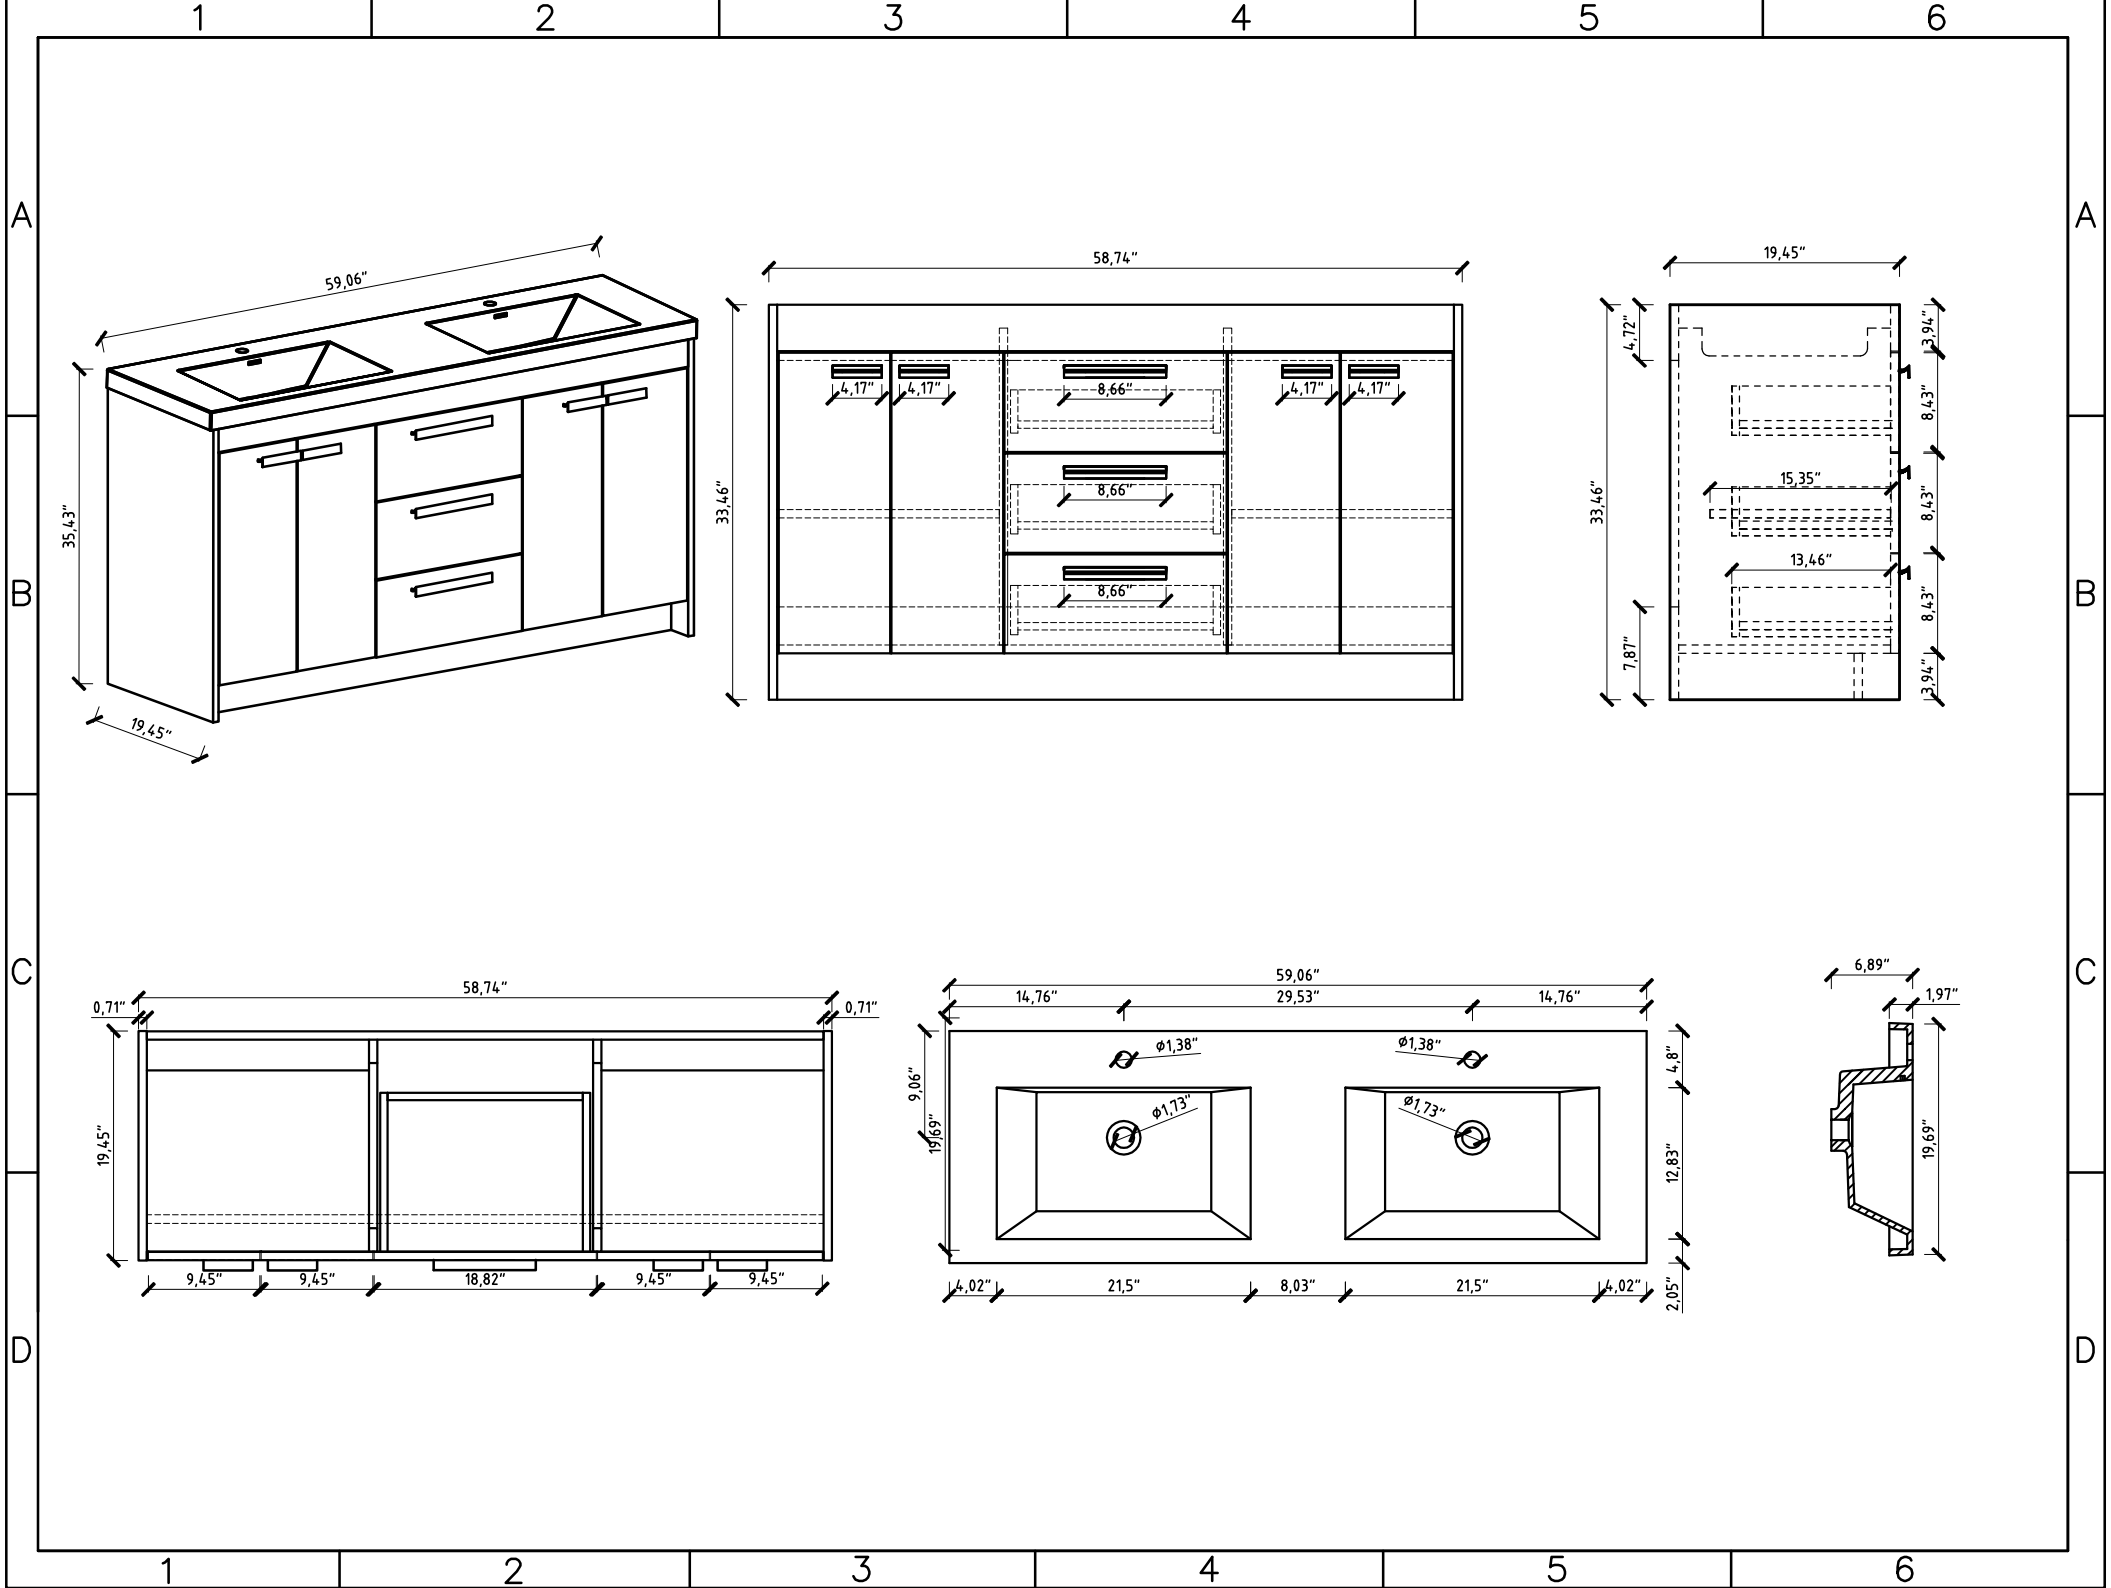 1 2 3 4 5 6
A A
59,06″
35,43″
19,45″
58,74″
33,46″
4,17″ 4,17″ 8,66″ 4,17″ 4,17″
8,66″
8,66″
19,45″
33,46″
4,72″
7,87″
3,94″
8,43″
8,43″
8,43″
3,94″
15,35″
13,46″
B B
C C
58,74″
0,71″ 0,71″
19,45″
9,45″ 9,45″ 18,82″ 9,45″ 9,45″
59,06″
14,76″ 29,53″ 14,76″
ø1,38″ ø1,38″
9,06″
19,69″
ø1,73″ ø1,73″
4,8″
12,83″
2,05″
4,02″ 21,5″ 8,03″ 21,5″ 4,02″
6,89″
1,97″
19,69″
D D
1 2 3 4 5 6